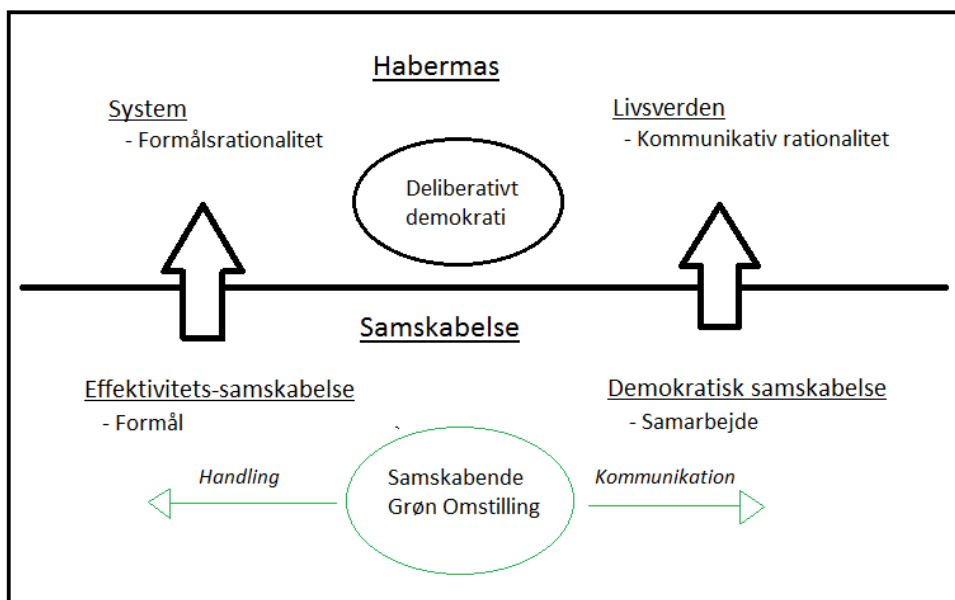 Habermas
System
- Formålsrationalitet
Livsverden
- Kommunikativ rationalitet
Deliberativt
demokrati
Samskabelse
Effektivitets-samskabelse
- Formål
Demokratisk samskabelse
- Samarbejde
Handling
Samskabende
Grøn Omstilling
Kommunikation